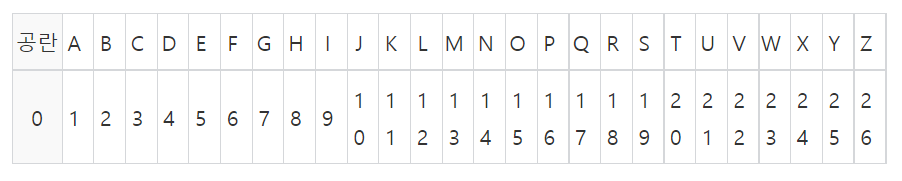 공란 A B C D E F G H I J K L M N O P Q R S T U V W X Y Z
0 1 2 3 4 5 6 7 8 9 10 11 12 13 14 15 16 17 18 19 20 21 22 23 24 25 26